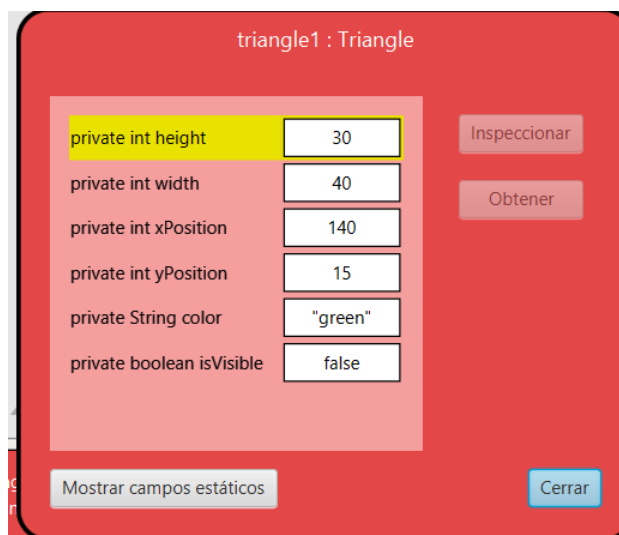 triangle1 : Triangle
private int height 30
Inspeccionar
private int width 40
Obtener
private int xPosition 140
private int yPosition 15
private String color "green"
private boolean isVisible false
Mostrar campos estáticos
Cerrar